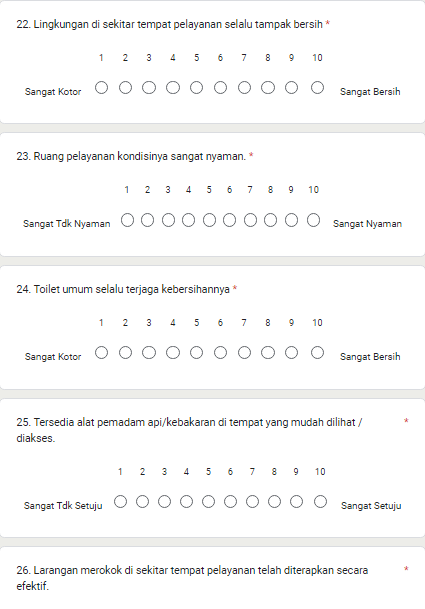 22. Lingkungan di sekitar tempat pelayanan selalu tampak bersih *
1 2 3 4 5 6 7 8 9 10
Sangat Kotor Sangat Bersih
23. Ruang pelayanan kondisinya sangat nyaman. *
1 2 3 4 5 6 7 8 9 10
Sangat Tdk Nyaman Sangat Nyaman
24. Toilet umum selalu terjaga kebersihannya *
1 2 3 4 5 6 7 8 9 10
Sangat Kotor Sangat Bersih
25. Tersedia alat pemadam api/kebakaran di tempat yang mudah dilihat / *
diakses.
1 2 3 4 5 6 7 8 9 10
Sangat Tdk Setuju Sangat Setuju
26. Larangan merokok di sekitar tempat pelayanan telah diterapkan secara *
efektif.